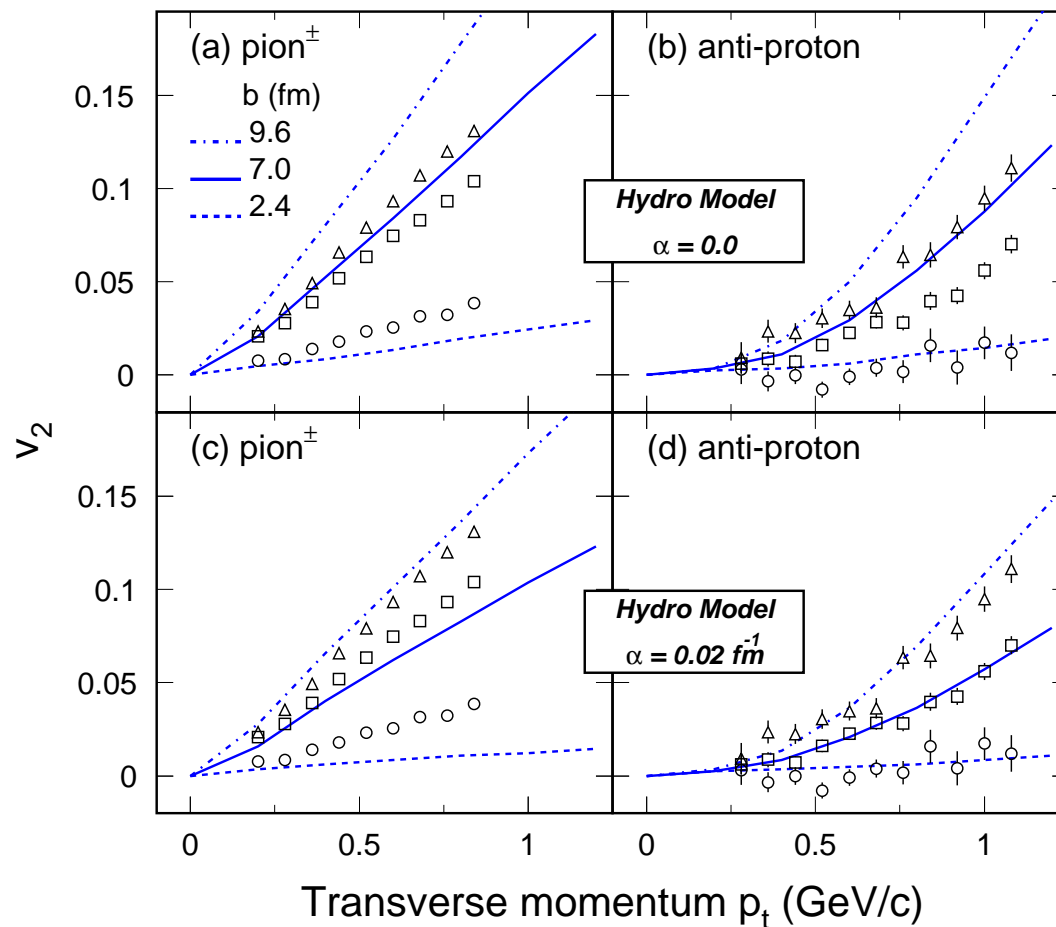 (a) pion±
b (fm)
9.6
7.0
2.4
(b) anti-proton
Hydro Model
α = 0.0
0.15
0.1
0.05
0
v₂
(c) pion±
(d) anti-proton
Hydro Model
α = 0.02 fm⁻¹
0.15
0.1
0.05
0
0 0.5 1 0 0.5 1
Transverse momentum pₜ (GeV/c)